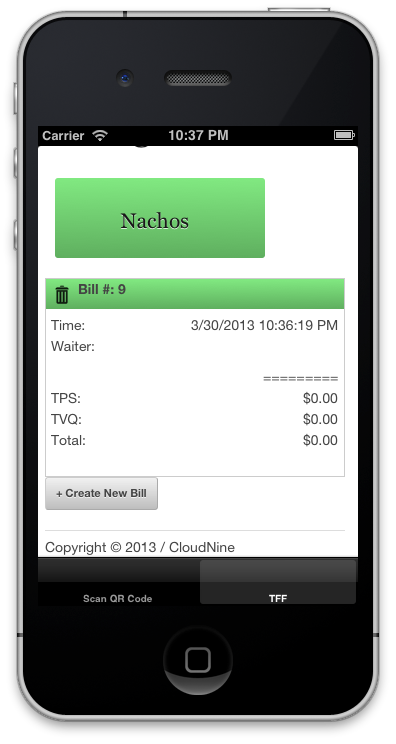 Carrier 10:37 PM
Nachos
Bill #: 9
Time: 3/30/2013 10:36:19 PM
Waiter:
=========
TPS: $0.00
TVQ: $0.00
Total: $0.00
+ Create New Bill
Copyright © 2013 / CloudNine
Scan QR Code TFF